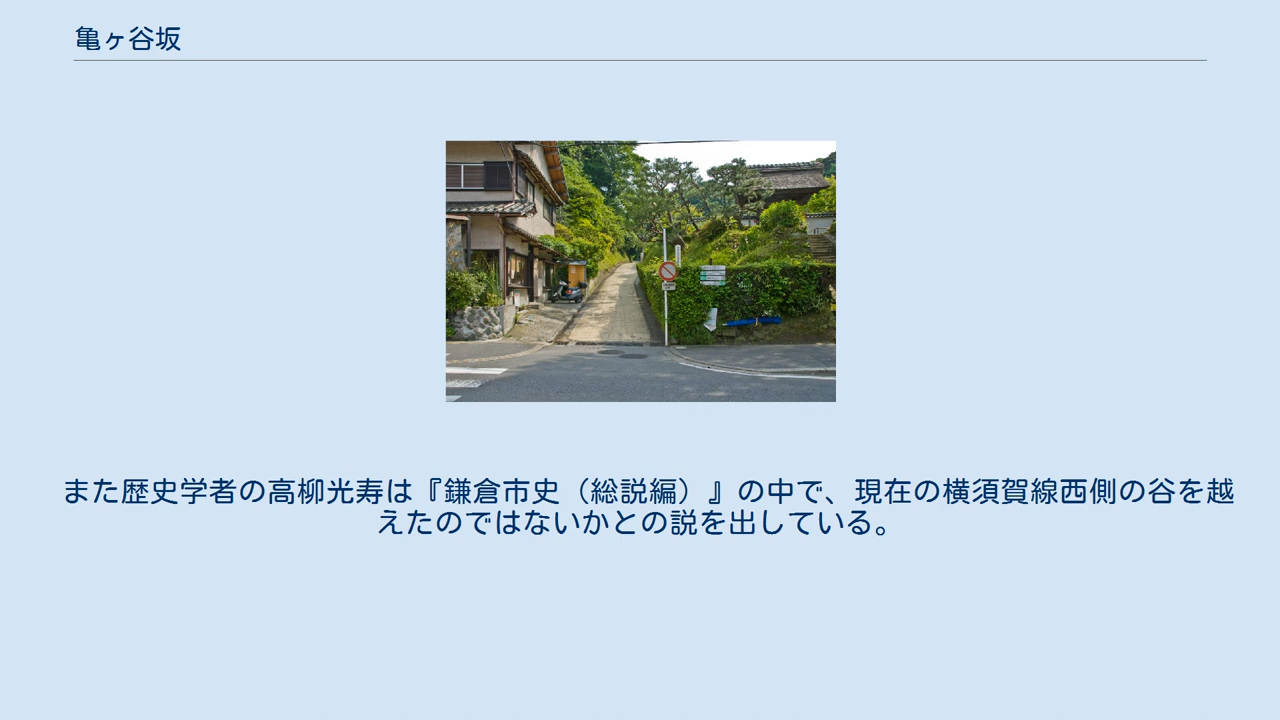 亀ヶ谷坂
また歴史学者の高柳光寿は『鎌倉市史（総説編）』の中で、現在の横須賀線西側の谷を越
えたのではないかとの説を出している。